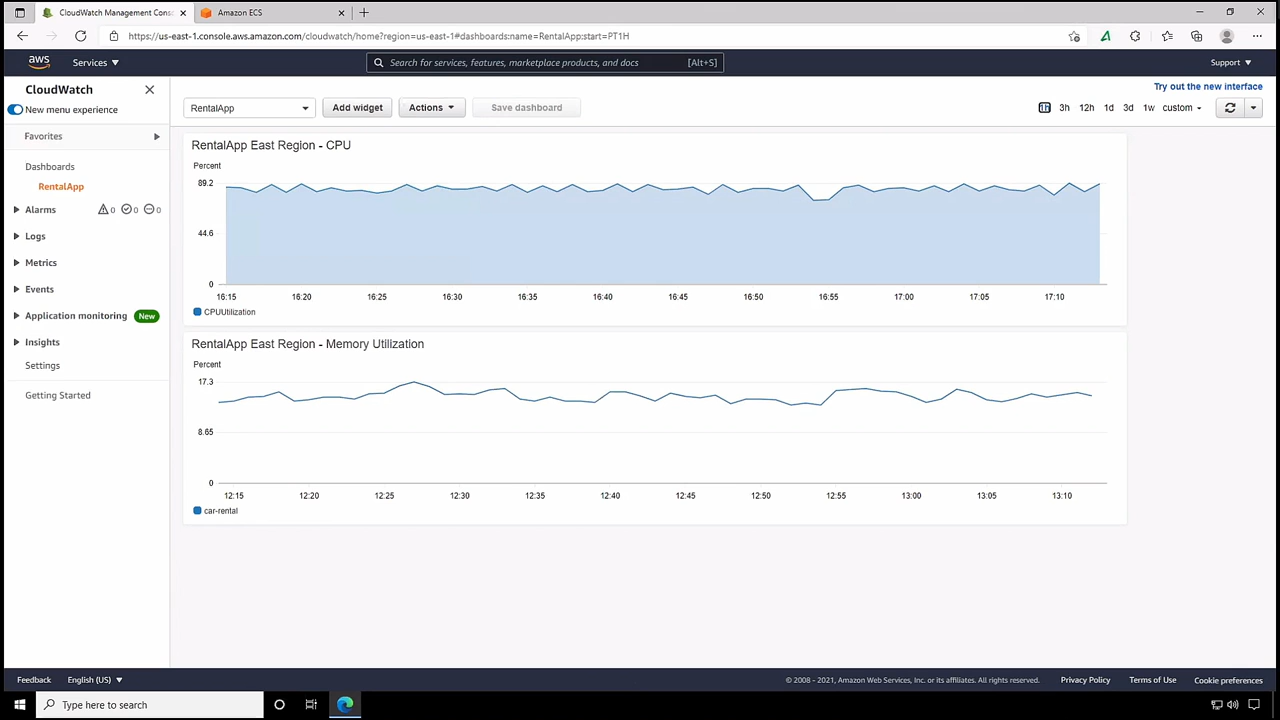 CloudWatch Management Cons
Amazon ECS
https://us-east-1.console.aws.amazon.com/cloudwatch/home?region=us-east-1#dashboards:name=RentalApp;start=PT1H
aws
Services
Search for services, features, marketplace products, and docs
[Alt+S]
Support
CloudWatch
New menu experience
Favorites
Dashboards
RentalApp
Alarms
0
0
0
Logs
Metrics
Events
Application monitoring
New
Insights
Settings
Getting Started
Try out the new interface
RentalApp
Add widget
Actions
Save dashboard
1h 3h 12h 1d 3d 1w custom
RentalApp East Region - CPU
Percent
89.2
44.6
0
16:15 16:20 16:25 16:30 16:35 16:40 16:45 16:50 16:55 17:00 17:05 17:10
CPUUtilization
RentalApp East Region - Memory Utilization
Percent
17.3
8.65
0
12:15 12:20 12:25 12:30 12:35 12:40 12:45 12:50 12:55 13:00 13:05 13:10
car-rental
Feedback
English (US)
© 2008 - 2021, Amazon Web Services, Inc. or its affiliates. All rights reserved.
Privacy Policy
Terms of Use
Cookie preferences
Type here to search